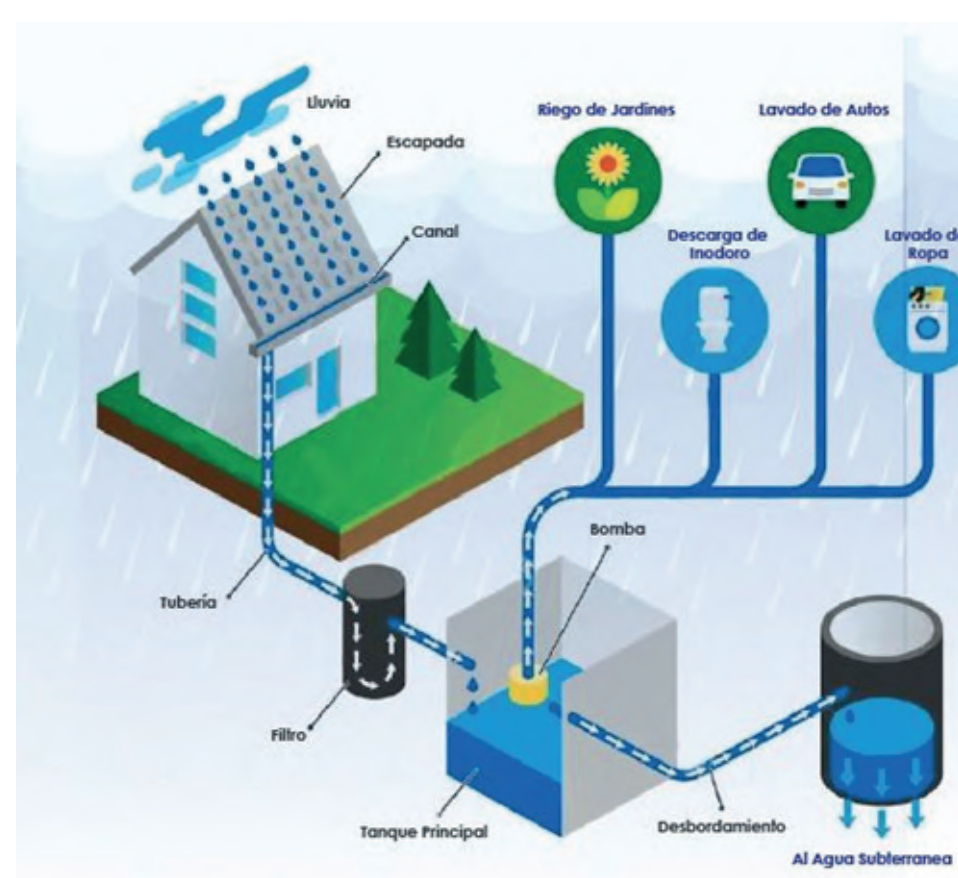 Lluvia
Escapada
Canal
Riego de Jardines
Lavado de Autos
Descarga de
Inodoro
Lavado
Ropa
Bomba
Tubería
Filtro
Tanque Principal
Desbordamiento
Al Agua Subterranea